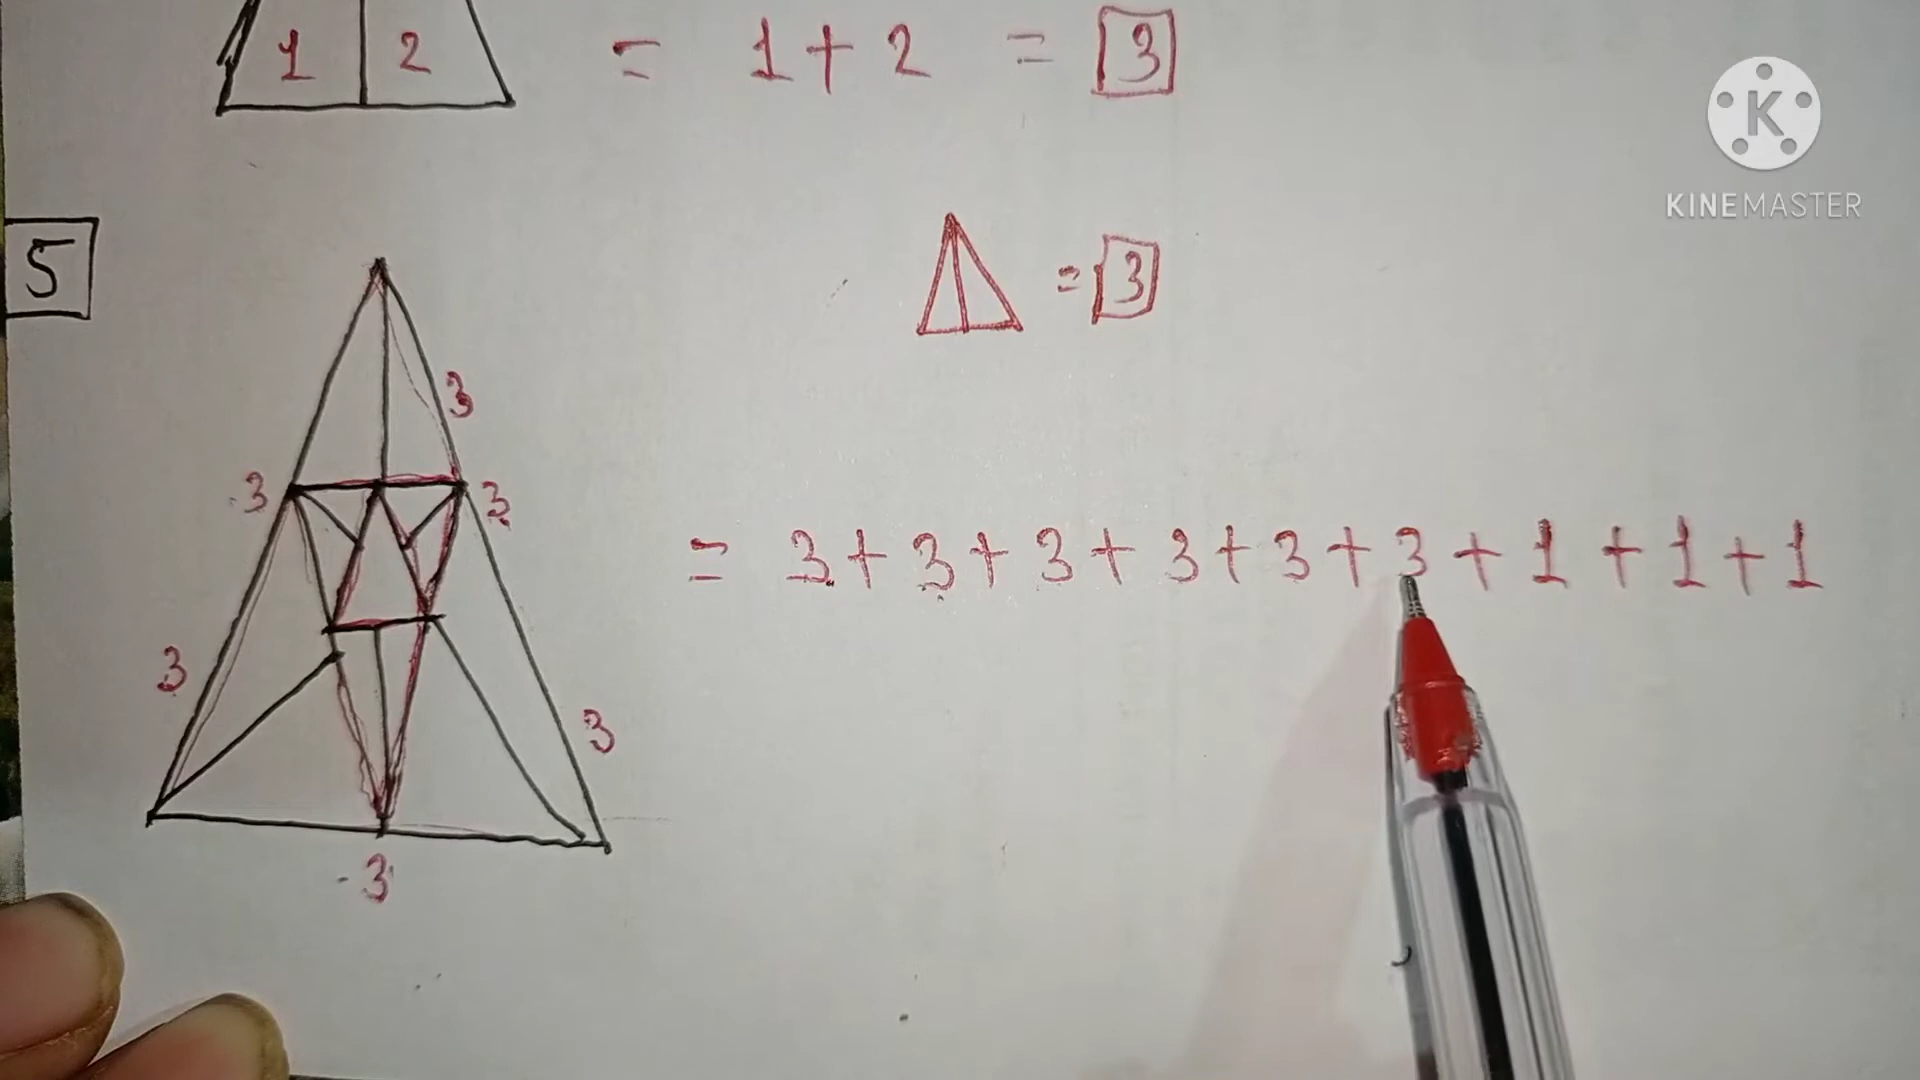 1 2 = 1 + 2 = 3
K
KINEMASTER
5
= 3
3
3 3
= 3 + 3 + 3 + 3 + 3 + 3 + 1 + 1 + 1
3
3
3